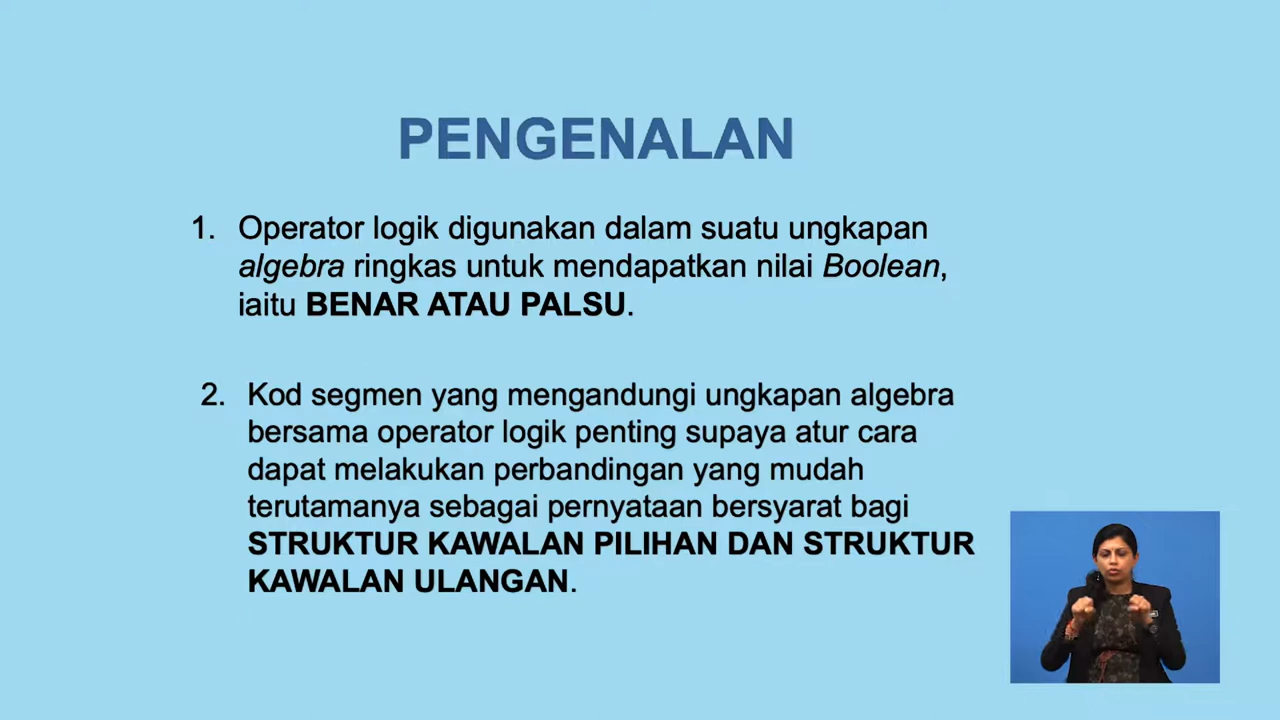 PENGENALAN
1. Operator logik digunakan dalam suatu ungkapan
algebra ringkas untuk mendapatkan nilai Boolean,
iaitu BENAR ATAU PALSU.
2. Kod segmen yang mengandungi ungkapan algebra
bersama operator logik penting supaya atur cara
dapat melakukan perbandingan yang mudah
terutamanya sebagai pernyataan bersyarat bagi
STRUKTUR KAWALAN PILIHAN DAN STRUKTUR
KAWALAN ULANGAN.